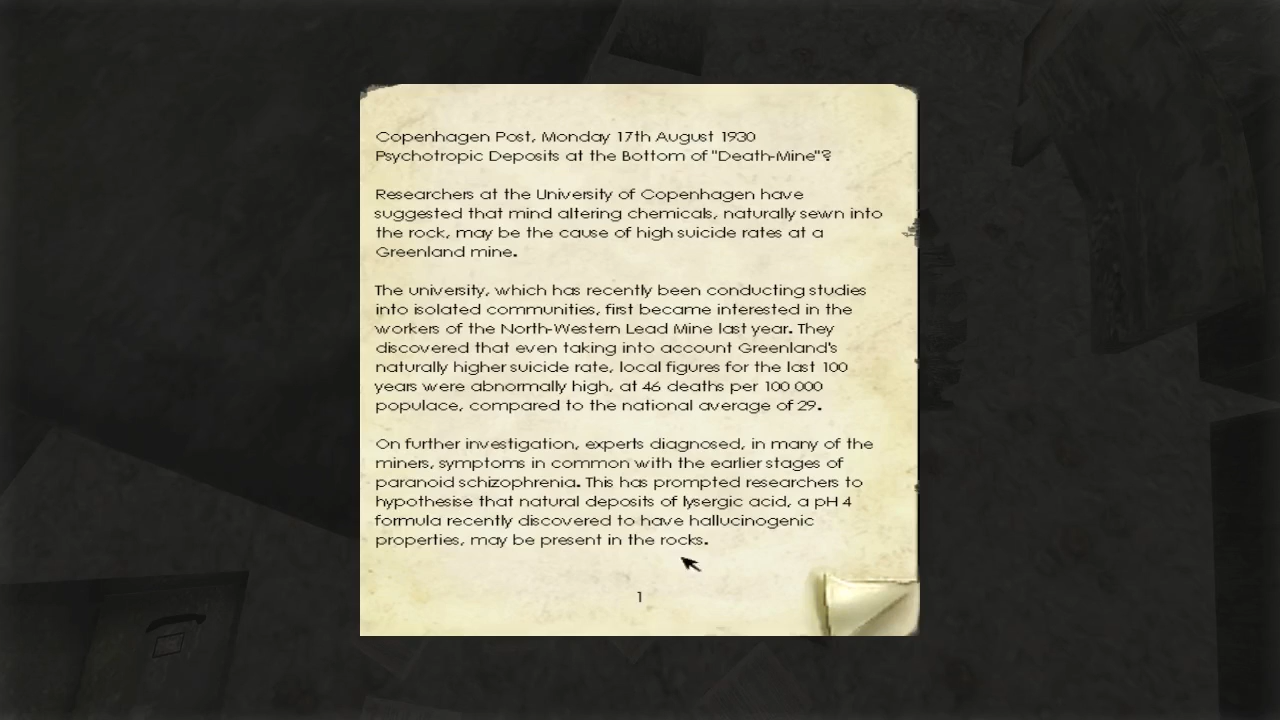 Copenhagen Post, Monday 17th August 1930
Psychotropic Deposits at the Bottom of "Death-Mine"?
Researchers at the University of Copenhagen have
suggested that mind altering chemicals, naturally sewn into
the rock, may be the cause of high suicide rates at a
Greenland mine.
The university, which has recently been conducting studies
into isolated communities, first became interested in the
workers of the North-Western Lead Mine last year. They
discovered that even taking into account Greenland's
naturally higher suicide rate, local figures for the last 100
years were abnormally high, at 46 deaths per 100 000
populace, compared to the national average of 29.
On further investigation, experts diagnosed, in many of the
miners, symptoms in common with the earlier stages of
paranoid schizophrenia. This has prompted researchers to
hypothesise that natural deposits of lysergic acid, a pH 4
formula recently discovered to have hallucinogenic
properties, may be present in the rocks.
1